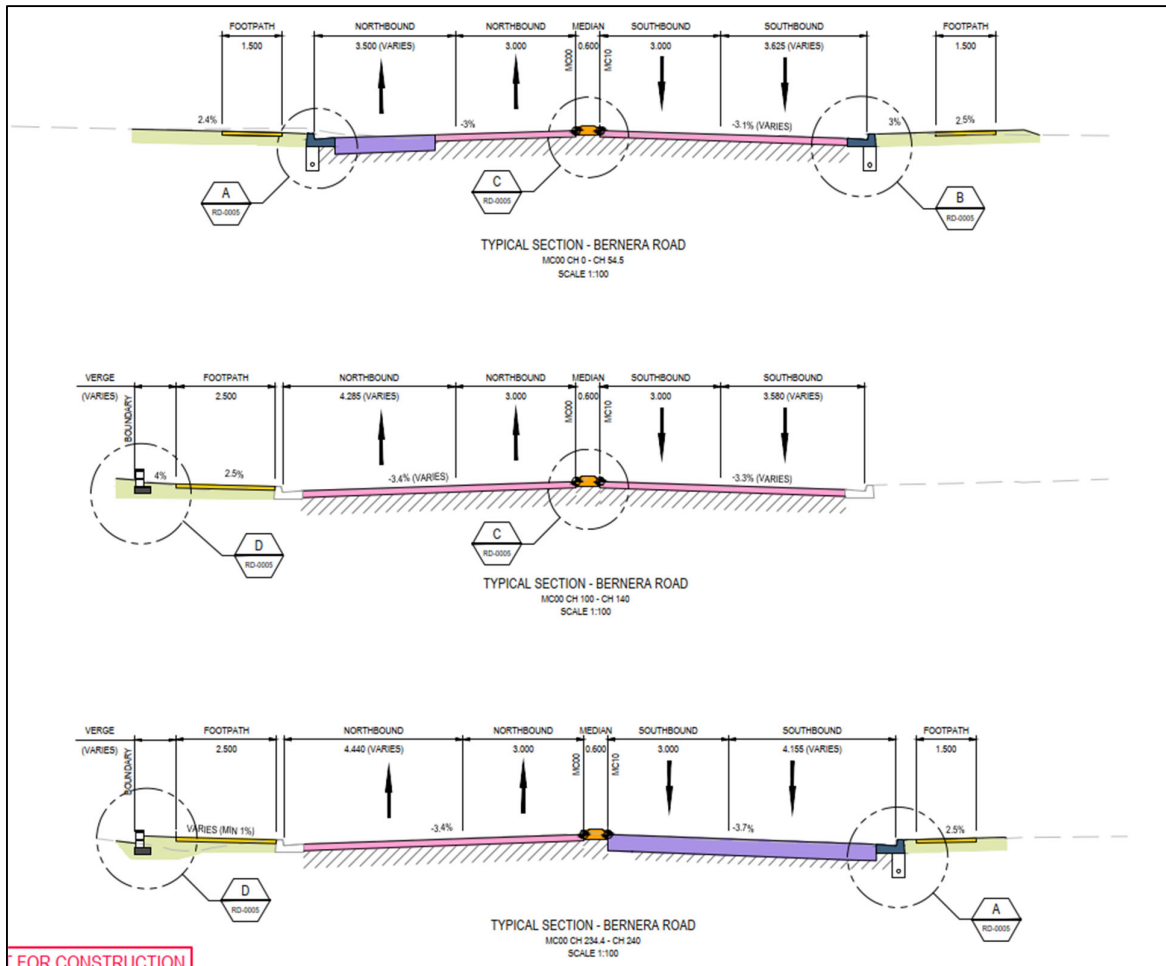 FOOTPATH NORTHBOUND NORTHBOUND MEDIAN SOUTHBOUND SOUTHBOUND FOOTPATH
1.500 3.500 (VARIES) 3.000 0.600 3.000 3.625 (VARIES) 1.500
MC00 MC10
2.4% -3% -3.1% (VARIES) 3% 2.5%
A C B
RD-0005 RD-0005 RD-0005
TYPICAL SECTION - BERNERA ROAD
MC00 CH 0 - CH 54.5
SCALE 1:100
VERGE FOOTPATH NORTHBOUND NORTHBOUND MEDIAN SOUTHBOUND SOUTHBOUND
(VARIES) 2.500 4.285 (VARIES) 3.000 0.600 3.000 3.580 (VARIES)
BOUNDARY MC00 MC10
4% 2.5% -3.4% (VARIES) -3.3% (VARIES)
D C
RD-0005 RD-0005
TYPICAL SECTION - BERNERA ROAD
MC00 CH 100 - CH 140
SCALE 1:100
VERGE FOOTPATH NORTHBOUND NORTHBOUND MEDIAN SOUTHBOUND SOUTHBOUND FOOTPATH
(VARIES) 2.500 4.440 (VARIES) 3.000 0.600 3.000 4.155 (VARIES) 1.500
BOUNDARY MC00 MC10
VARIES (MIN 1%) -3.4% -3.7% 2.5%
D A
RD-0005 RD-0005
TYPICAL SECTION - BERNERA ROAD
MC00 CH 234.4 - CH 240
SCALE 1:100
FOR CONSTRUCTION